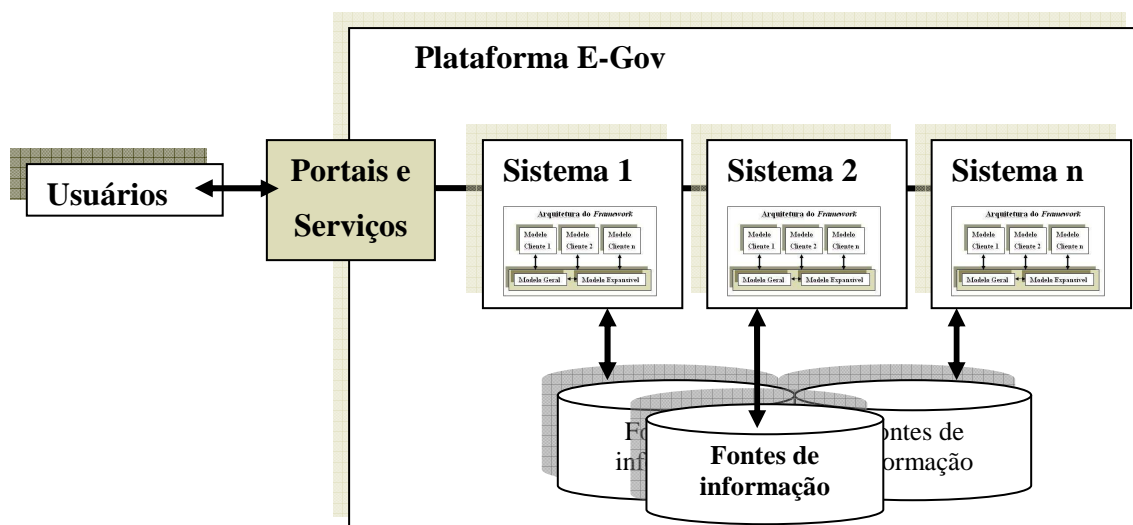 Plataforma E-Gov
Usuários
Portais e
Serviços
Sistema 1
Arquitetura do Framework
Modelo
Cliente 1
Modelo
Cliente 2
Modelo
Cliente n
Modelo Geral
Modelo Expansível
Sistema 2
Arquitetura do Framework
Modelo
Cliente 1
Modelo
Cliente 2
Modelo
Cliente n
Modelo Geral
Modelo Expansível
Sistema n
Arquitetura do Framework
Modelo
Cliente 1
Modelo
Cliente 2
Modelo
Cliente n
Modelo Geral
Modelo Expansível
Fo
inf
Fontes de
informação
ontes de
ormação